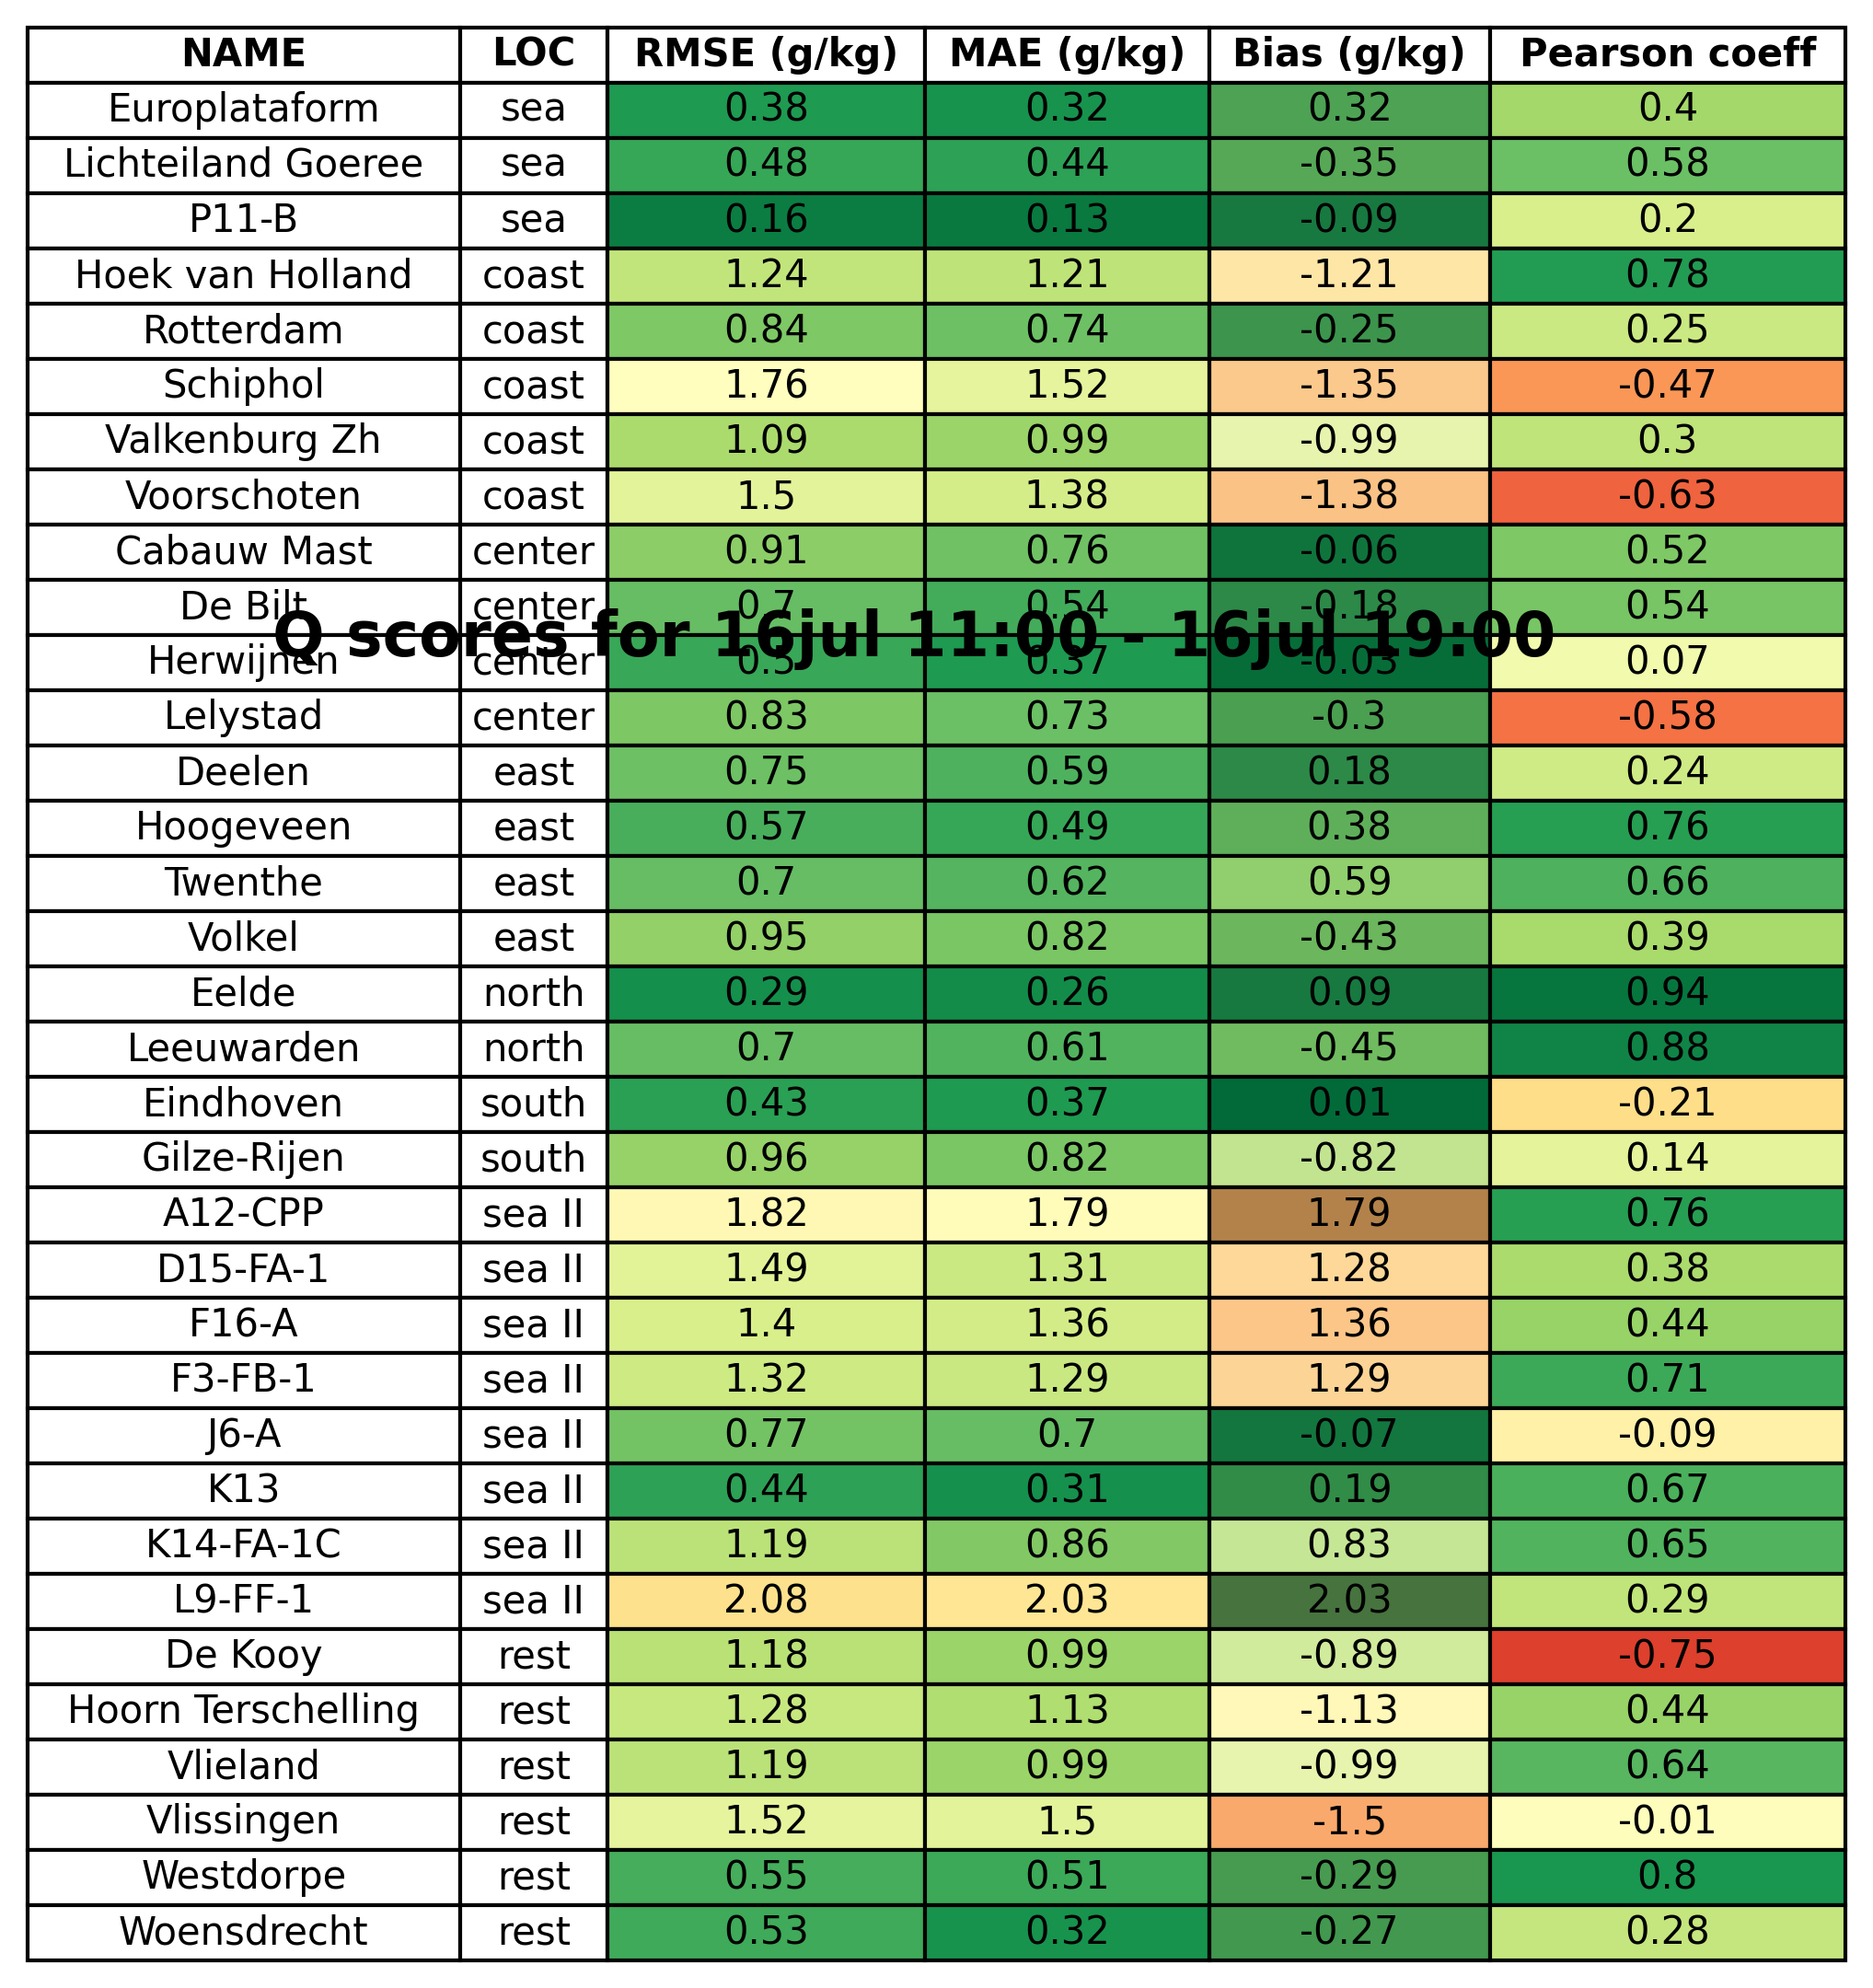 NAME LOC RMSE (g/kg) MAE (g/kg) Bias (g/kg) Pearson coeff
Europlataform sea 0.38 0.32 0.32 0.4
Lichteiland Goeree sea 0.48 0.44 -0.35 0.58
P11-B sea 0.16 0.13 -0.09 0.2
Hoek van Holland coast 1.24 1.21 -1.21 0.78
Rotterdam coast 0.84 0.74 -0.25 0.25
Schiphol coast 1.76 1.52 -1.35 -0.47
Valkenburg Zh coast 1.09 0.99 -0.99 0.3
Voorschoten coast 1.5 1.38 -1.38 -0.63
Cabauw Mast center 0.91 0.76 -0.06 0.52
De Bilt center 0.7 0.54 -0.18 0.54
Q scores for 16jul 11:00 - 16jul 19:00
Herwijnen center 0.5 0.37 -0.03 0.07
Lelystad center 0.83 0.73 -0.3 -0.58
Deelen east 0.75 0.59 0.18 0.24
Hoogeveen east 0.57 0.49 0.38 0.76
Twenthe east 0.7 0.62 0.59 0.66
Volkel east 0.95 0.82 -0.43 0.39
Eelde north 0.29 0.26 0.09 0.94
Leeuwarden north 0.7 0.61 -0.45 0.88
Eindhoven south 0.43 0.37 0.01 -0.21
Gilze-Rijen south 0.96 0.82 -0.82 0.14
A12-CPP sea II 1.82 1.79 1.79 0.76
D15-FA-1 sea II 1.49 1.31 1.28 0.38
F16-A sea II 1.4 1.36 1.36 0.44
F3-FB-1 sea II 1.32 1.29 1.29 0.71
J6-A sea II 0.77 0.7 -0.07 -0.09
K13 sea II 0.44 0.31 0.19 0.67
K14-FA-1C sea II 1.19 0.86 0.83 0.65
L9-FF-1 sea II 2.08 2.03 2.03 0.29
De Kooy rest 1.18 0.99 -0.89 -0.75
Hoorn Terschelling rest 1.28 1.13 -1.13 0.44
Vlieland rest 1.19 0.99 -0.99 0.64
Vlissingen rest 1.52 1.5 -1.5 -0.01
Westdorpe rest 0.55 0.51 -0.29 0.8
Woensdrecht rest 0.53 0.32 -0.27 0.28